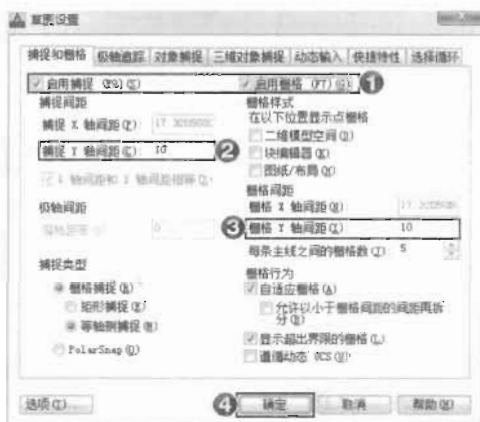 草图设置
捕捉和栅格 极轴追踪 对象捕捉 三维对象捕捉 动态输入 快捷特性 选择循环
启用捕捉 (F9)(S)
启用栅格 (F7)(G)
1
捕捉间距
捕捉 X 轴间距(P):
捕捉 Y 轴间距(C): 10
2
X 轴间距和 Y 轴间距相等(X)
极轴间距
极轴距离(D): 0
捕捉类型
栅格捕捉(R)
矩形捕捉(E)
等轴测捕捉(M)
PolarSnap(O)
栅格样式
在以下位置显示点栅格
二维模型空间(D)
块编辑器(K)
图纸/布局(H)
栅格间距
栅格 X 轴间距(N)
3
栅格 Y 轴间距(I) 10
每条主线之间的栅格数(J): 5
栅格行为
自适应栅格(A)
允许以小于栅格间距的间距再拆
分(B)
显示超出界限的栅格(L)
遵循动态 UCS(U)
选项(T)...
4
确定
取消
帮助(H)